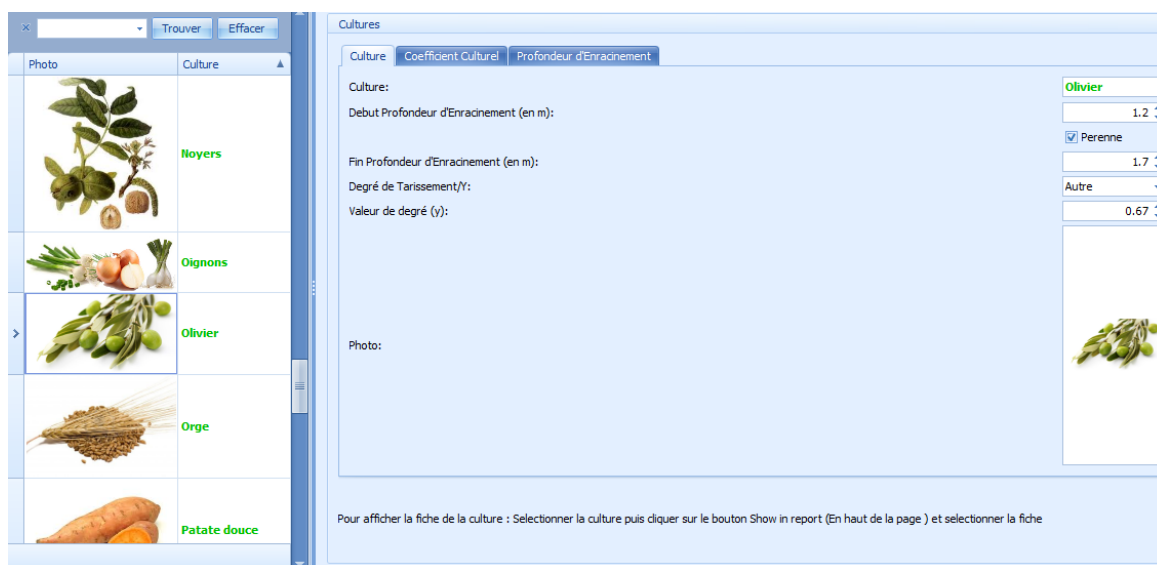 Trouver Effacer
Photo Culture
Noyers
Oignons
Olivier
Orge
Patate douce
Cultures
Culture Coefficient Culturel Profondeur d'Enracinement
Culture: Olivier
Debut Profondeur d'Enracinement (en m): 1.2
Perenne
Fin Profondeur d'Enracinement (en m): 1.7
Degré de Tarissement/Y: Autre
Valeur de degré (y): 0.67
Photo:
Pour afficher la fiche de la culture : Selectionner la culture puis cliquer sur le bouton Show in report (En haut de la page ) et selectionner la fiche